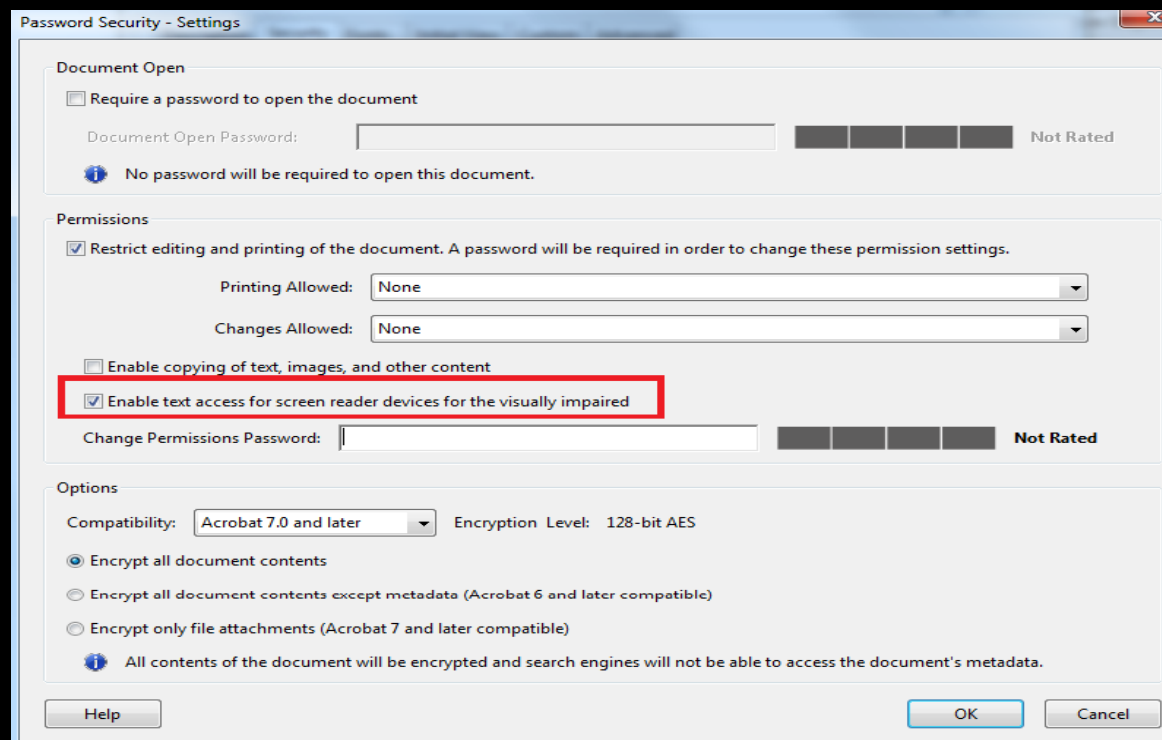 Password Security - Settings
Document Open
Require a password to open the document
Document Open Password:
Not Rated
No password will be required to open this document.
Permissions
Restrict editing and printing of the document. A password will be required in order to change these permission settings.
Printing Allowed: None
Changes Allowed: None
Enable copying of text, images, and other content
Enable text access for screen reader devices for the visually impaired
Change Permissions Password: Not Rated
Options
Compatibility: Acrobat 7.0 and later Encryption Level: 128-bit AES
Encrypt all document contents
Encrypt all document contents except metadata (Acrobat 6 and later compatible)
Encrypt only file attachments (Acrobat 7 and later compatible)
All contents of the document will be encrypted and search engines will not be able to access the document's metadata.
Help OK Cancel